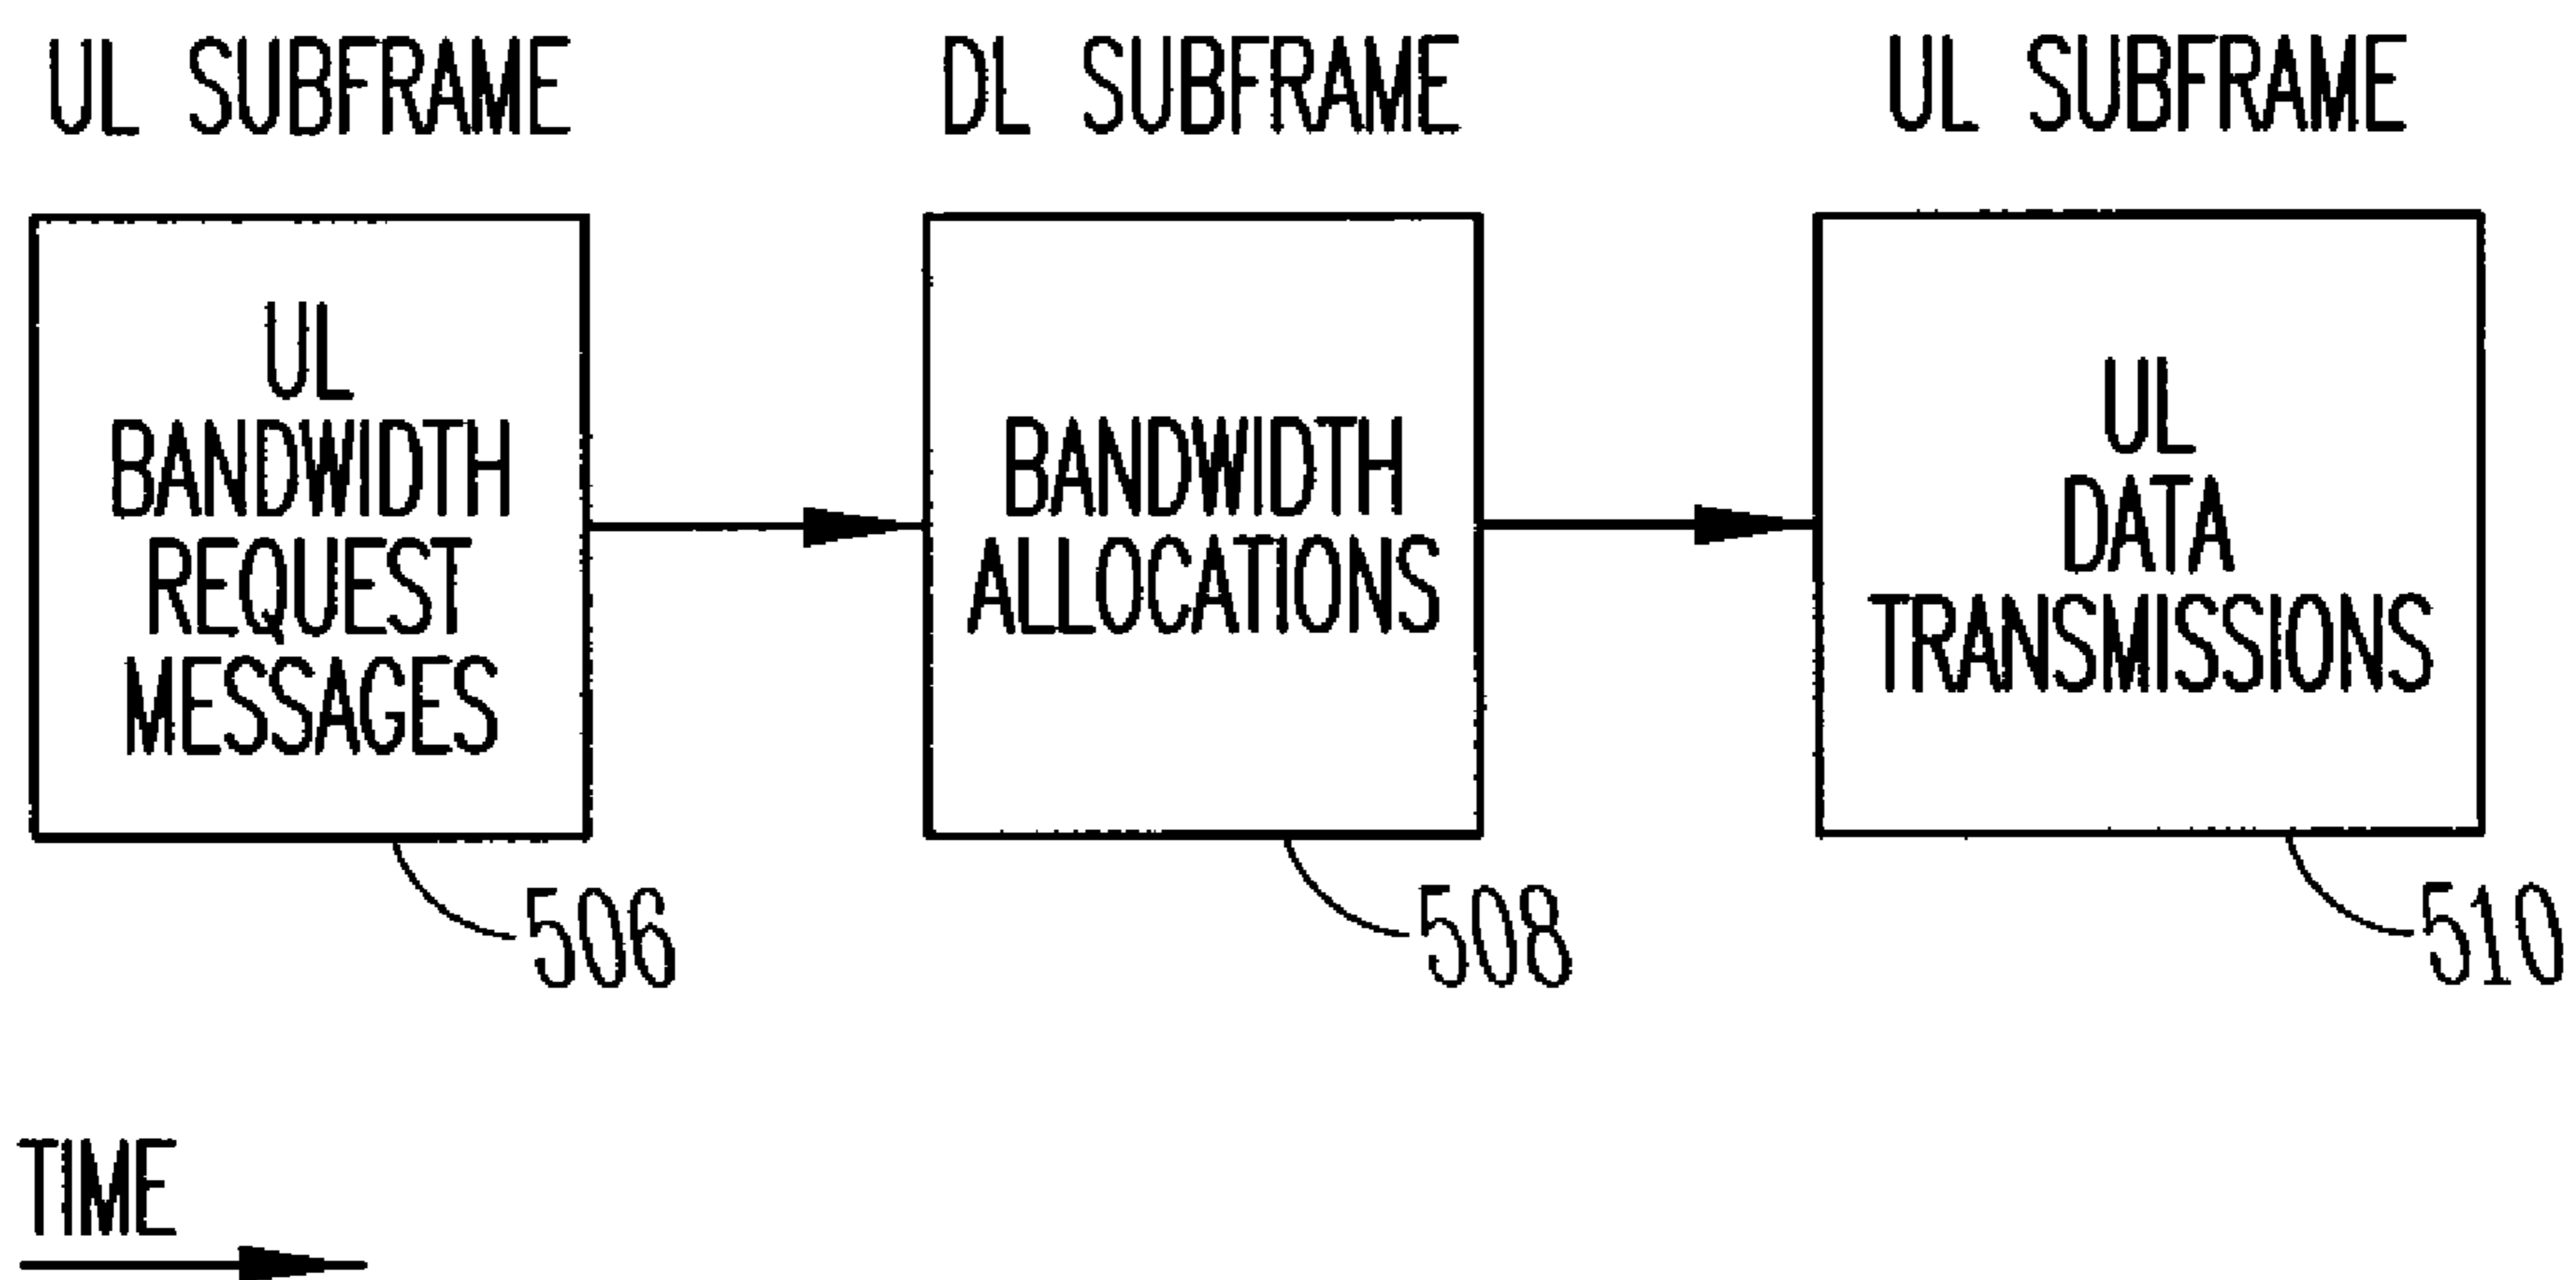 UL SUBFRAME
DL SUBFRAME
UL SUBFRAME
UL
BANDWIDTH
REQUEST
MESSAGES
BANDWIDTH
ALLOCATIONS
UL
DATA
TRANSMISSIONS
506
508
510
TIME